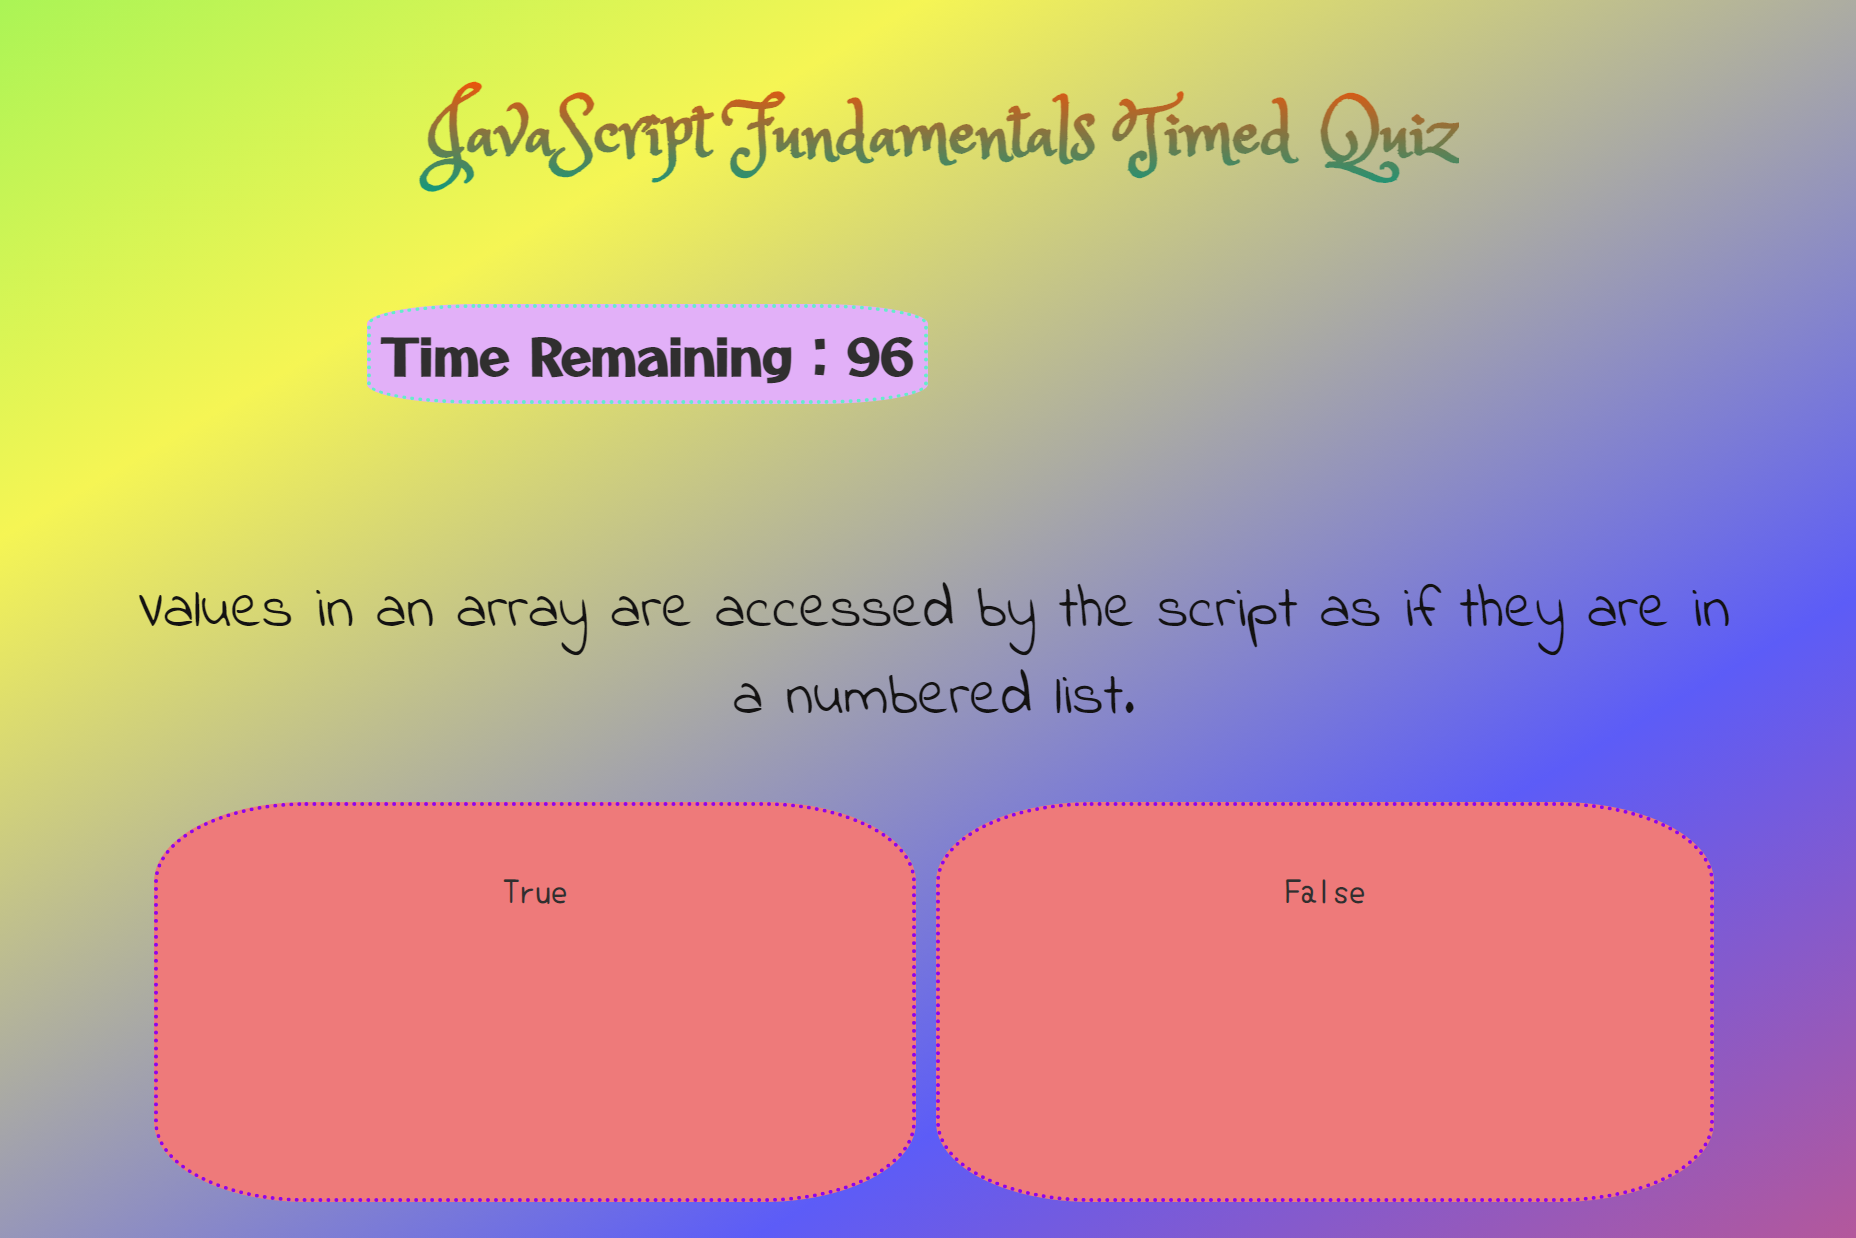 JavaScript Fundamentals Timed Quiz
Time Remaining : 96
Values in an array are accessed by the script as if they are in
a numbered list.
True
False